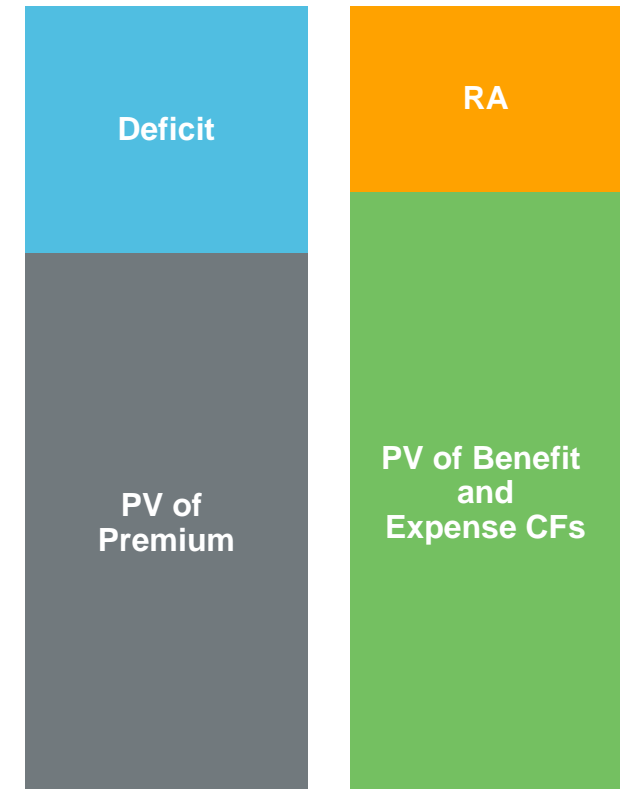 Deficit
RA
PV of
Premium
PV of Benefit
and
Expense CFs